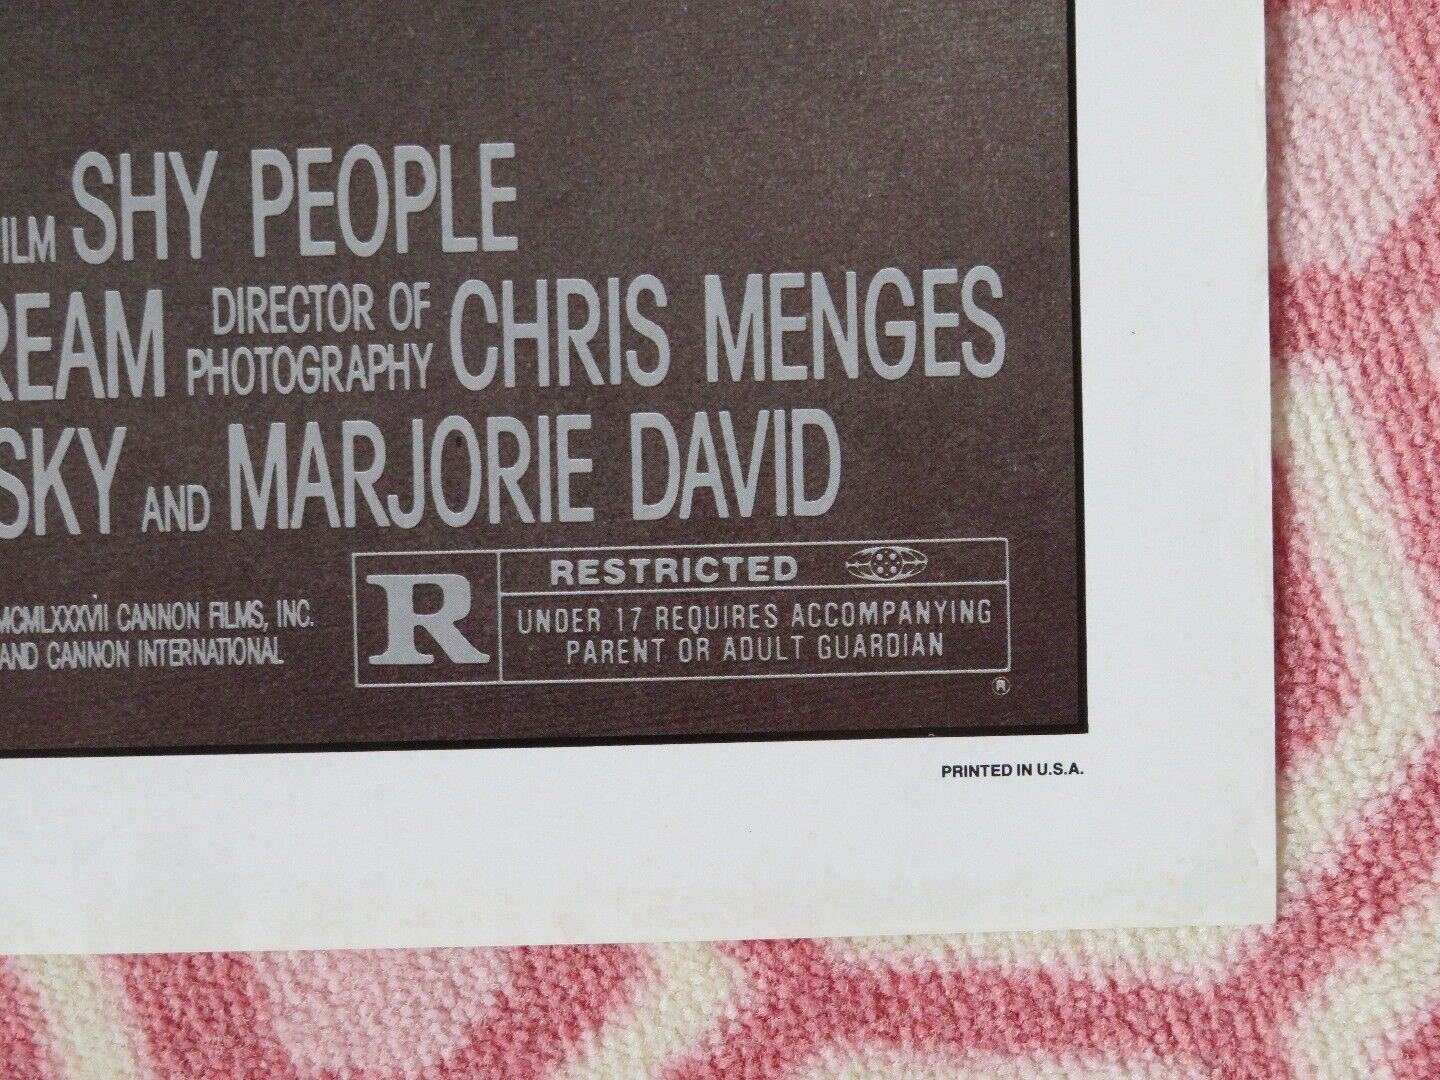 FILM SHY PEOPLE
REAM DIRECTOR OF PHOTOGRAPHY CHRIS MENGES
SKY AND MARJORIE DAVID
MCMLXXXVII CANNON FILMS, INC.
AND CANNON INTERNATIONAL
R
RESTRICTED
UNDER 17 REQUIRES ACCOMPANYING
PARENT OR ADULT GUARDIAN
PRINTED IN U.S.A.